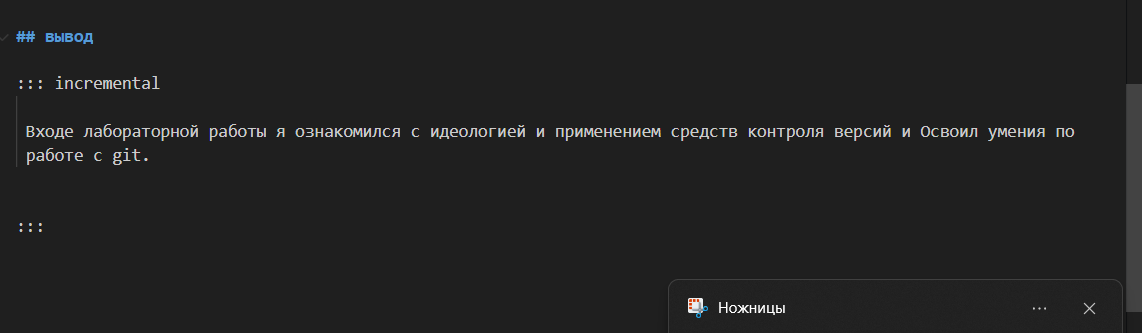 ## вывод
::: incremental
Входе лабораторной работы я ознакомился с идеологией и применением средств контроля версий и Освоил умения по
работе с git.
:::
Ножницы